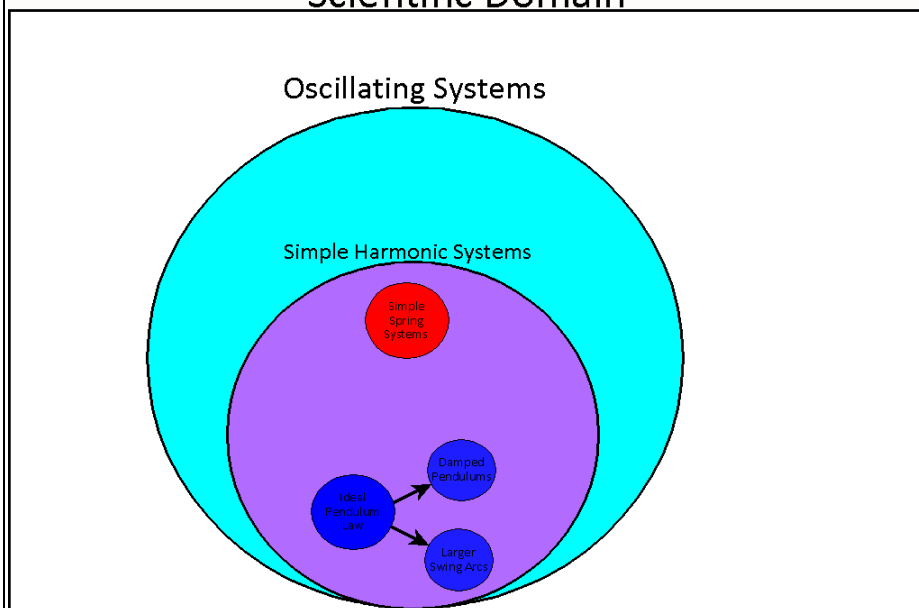 Scientific Domain
Oscillating Systems
Simple Harmonic Systems
Simple
Spring
Systems
Damped
Pendulums
Ideal
Pendulum
Law
Larger
Swing Arcs